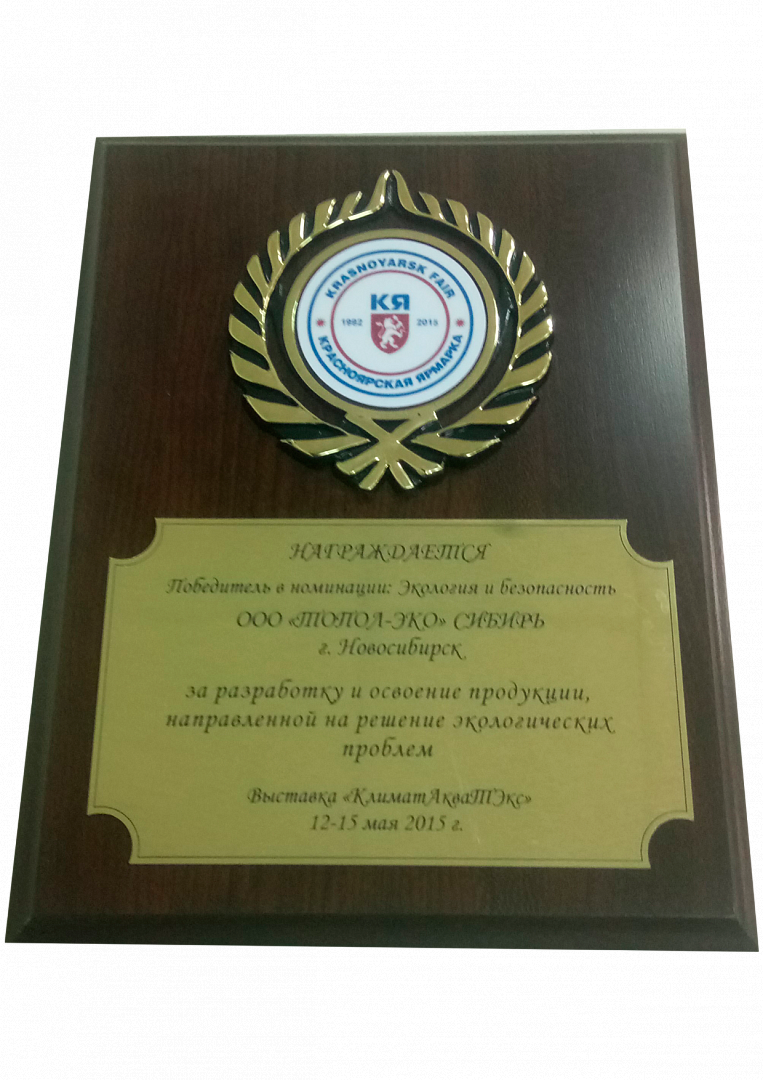 KRASNOYARSK FAIR
КЯ
1992 2015
КРАСНОЯРСКАЯ ЯРМАРКА
НАГРАЖДАЕТСЯ
Победитель в номинации: Экология и безопасность
ООО «ТОПОЛ-ЭКО» СИБИРЬ
г. Новосибирск
за разработку и освоение продукции,
направленной на решение экологических
проблем
Выставка «КлиматАкваТЭкс»
12-15 мая 2015 г.